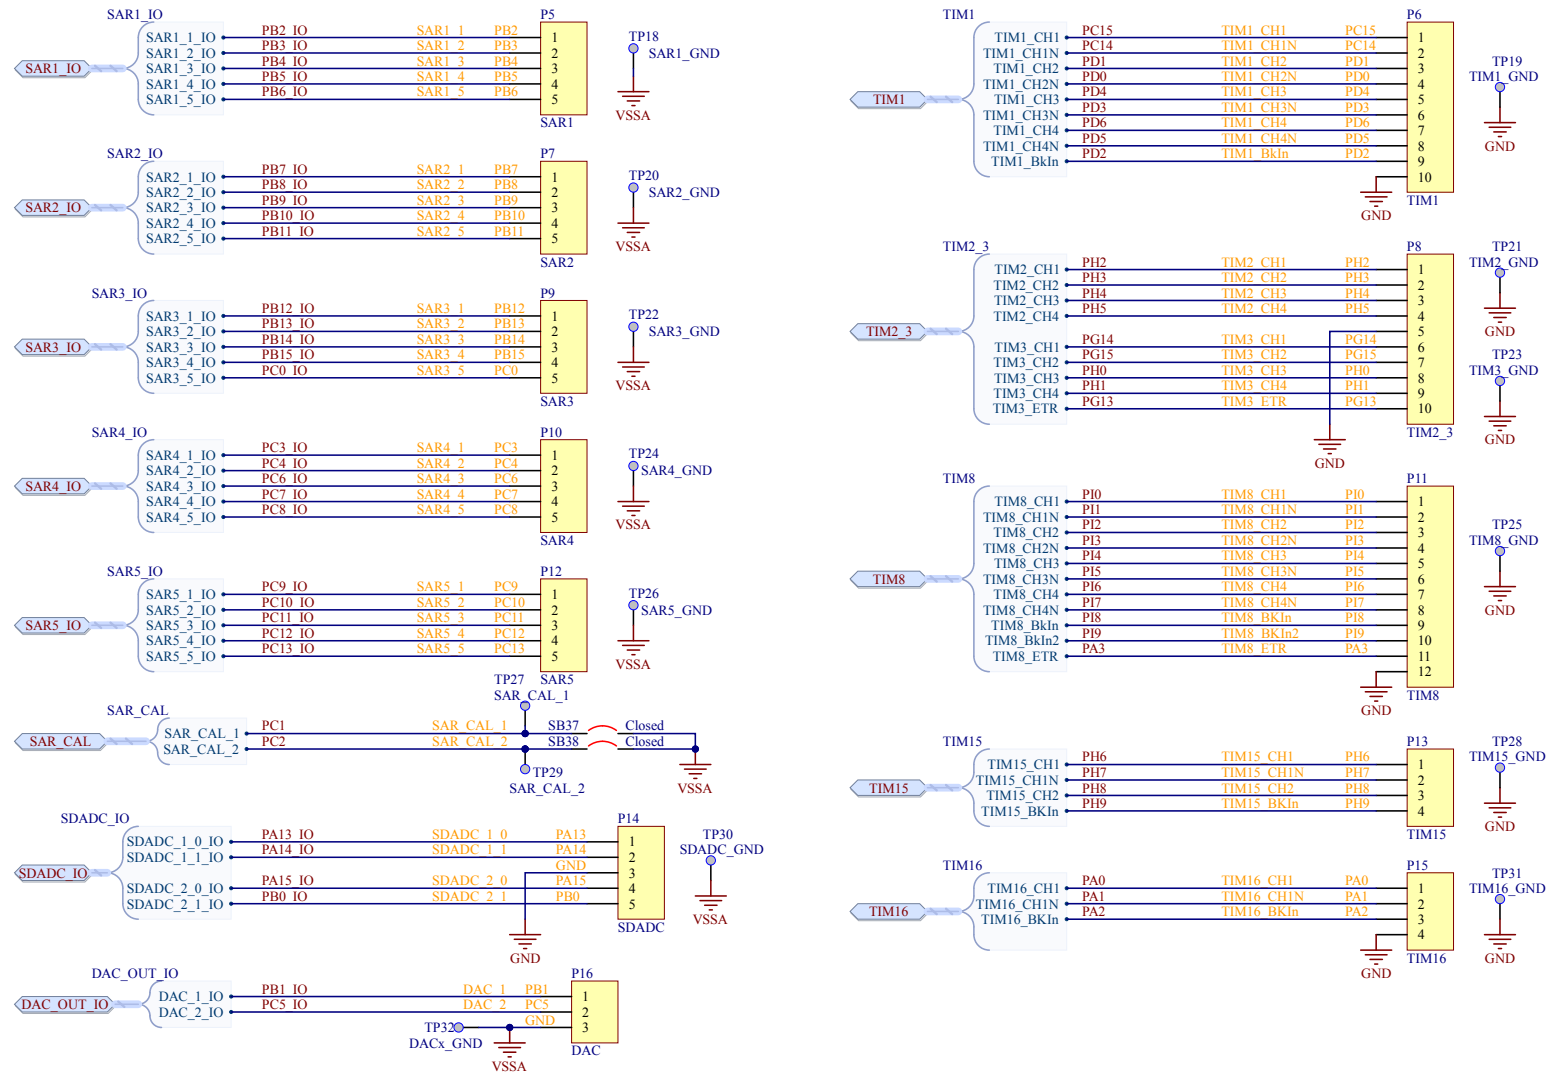 SAR1_IO P5
SAR1_IO
SAR1_1_IO PB2_IO SAR1_1 PB2 1
SAR1_2_IO PB3_IO SAR1_2 PB3 2
SAR1_3_IO PB4_IO SAR1_3 PB4 3
SAR1_4_IO PB5_IO SAR1_4 PB5 4
SAR1_5_IO PB6_IO SAR1_5 PB6 5
SAR1
TP18
SAR1_GND
VSSA
SAR2_IO P7
SAR2_IO
SAR2_1_IO PB7_IO SAR2_1 PB7 1
SAR2_2_IO PB8_IO SAR2_2 PB8 2
SAR2_3_IO PB9_IO SAR2_3 PB9 3
SAR2_4_IO PB10_IO SAR2_4 PB10 4
SAR2_5_IO PB11_IO SAR2_5 PB11 5
SAR2
TP20
SAR2_GND
VSSA
SAR3_IO P9
SAR3_IO
SAR3_1_IO PB12_IO SAR3_1 PB12 1
SAR3_2_IO PB13_IO SAR3_2 PB13 2
SAR3_3_IO PB14_IO SAR3_3 PB14 3
SAR3_4_IO PB15_IO SAR3_4 PB15 4
SAR3_5_IO PC0_IO SAR3_5 PC0 5
SAR3
TP22
SAR3_GND
VSSA
SAR4_IO P10
SAR4_IO
SAR4_1_IO PC3_IO SAR4_1 PC3 1
SAR4_2_IO PC4_IO SAR4_2 PC4 2
SAR4_3_IO PC6_IO SAR4_3 PC6 3
SAR4_4_IO PC7_IO SAR4_4 PC7 4
SAR4_5_IO PC8_IO SAR4_5 PC8 5
SAR4
TP24
SAR4_GND
VSSA
SAR5_IO P12
SAR5_IO
SAR5_1_IO PC9_IO SAR5_1 PC9 1
SAR5_2_IO PC10_IO SAR5_2 PC10 2
SAR5_3_IO PC11_IO SAR5_3 PC11 3
SAR5_4_IO PC12_IO SAR5_4 PC12 4
SAR5_5_IO PC13_IO SAR5_5 PC13 5
SAR5
TP26
SAR5_GND
VSSA
TP27
SAR_CAL_1
SAR_CAL
SAR_CAL
SAR_CAL_1 PC1 SAR_CAL_1 SB37 Closed
SAR_CAL_2 PC2 SAR_CAL_2 SB38 Closed
TP29
SAR_CAL_2
VSSA
SDADC_IO P14
SDADC_IO
SDADC_1_0_IO PA13_IO SDADC_1_0 PA13 1
SDADC_1_1_IO PA14_IO SDADC_1_1 PA14 2
GND 3
SDADC_2_0_IO PA15_IO SDADC_2_0 PA15 4
SDADC_2_1_IO PB0_IO SDADC_2_1 PB0 5
SDADC
GND
TP30
SDADC_GND
VSSA
DAC_OUT_IO P16
DAC_OUT_IO
DAC_1_IO PB1_IO DAC_1 PB1 1
DAC_2_IO PC5_IO DAC_2 PC5 2
GND 3
TP32
DACx_GND
DAC
VSSA
TIM1 P6
TIM1
TIM1_CH1 PC15 TIM1_CH1 PC15 1
TIM1_CH1N PC14 TIM1_CH1N PC14 2
TIM1_CH2 PD1 TIM1_CH2 PD1 3
TIM1_CH2N PD0 TIM1_CH2N PD0 4
TIM1_CH3 PD4 TIM1_CH3 PD4 5
TIM1_CH3N PD3 TIM1_CH3N PD3 6
TIM1_CH4 PD6 TIM1_CH4 PD6 7
TIM1_CH4N PD5 TIM1_CH4N PD5 8
TIM1_BkIn PD2 TIM1_BkIn PD2 9
10
GND
TIM1
TP19
TIM1_GND
GND
TIM2_3 P8
TIM2_3
TIM2_CH1 PH2 TIM2_CH1 PH2 1
TIM2_CH2 PH3 TIM2_CH2 PH3 2
TIM2_CH3 PH4 TIM2_CH3 PH4 3
TIM2_CH4 PH5 TIM2_CH4 PH5 4
5
TIM3_CH1 PG14 TIM3_CH1 PG14 6
TIM3_CH2 PG15 TIM3_CH2 PG15 7
TIM3_CH3 PH0 TIM3_CH3 PH0 8
TIM3_CH4 PH1 TIM3_CH4 PH1 9
TIM3_ETR PG13 TIM3_ETR PG13 10
TIM2_3
GND
TP21
TIM2_GND
GND
TP23
TIM3_GND
GND
TIM8 P11
TIM8
TIM8_CH1 PI0 TIM8_CH1 PI0 1
TIM8_CH1N PI1 TIM8_CH1N PI1 2
TIM8_CH2 PI2 TIM8_CH2 PI2 3
TIM8_CH2N PI3 TIM8_CH2N PI3 4
TIM8_CH3 PI4 TIM8_CH3 PI4 5
TIM8_CH3N PI5 TIM8_CH3N PI5 6
TIM8_CH4 PI6 TIM8_CH4 PI6 7
TIM8_CH4N PI7 TIM8_CH4N PI7 8
TIM8_BkIn PI8 TIM8_BKIn PI8 9
TIM8_BkIn2 PI9 TIM8_BKIn2 PI9 10
TIM8_ETR PA3 TIM8_ETR PA3 11
12
GND
TIM8
TP25
TIM8_GND
GND
TIM15 P13
TIM15
TIM15_CH1 PH6 TIM15_CH1 PH6 1
TIM15_CH1N PH7 TIM15_CH1N PH7 2
TIM15_CH2 PH8 TIM15_CH2 PH8 3
TIM15_BKIn PH9 TIM15_BKIn PH9 4
TIM15
TP28
TIM15_GND
GND
TIM16 P15
TIM16
TIM16_CH1 PA0 TIM16_CH1 PA0 1
TIM16_CH1N PA1 TIM16_CH1N PA1 2
TIM16_BKIn PA2 TIM16_BKIn PA2 3
4
GND
TIM16
TP31
TIM16_GND
GND